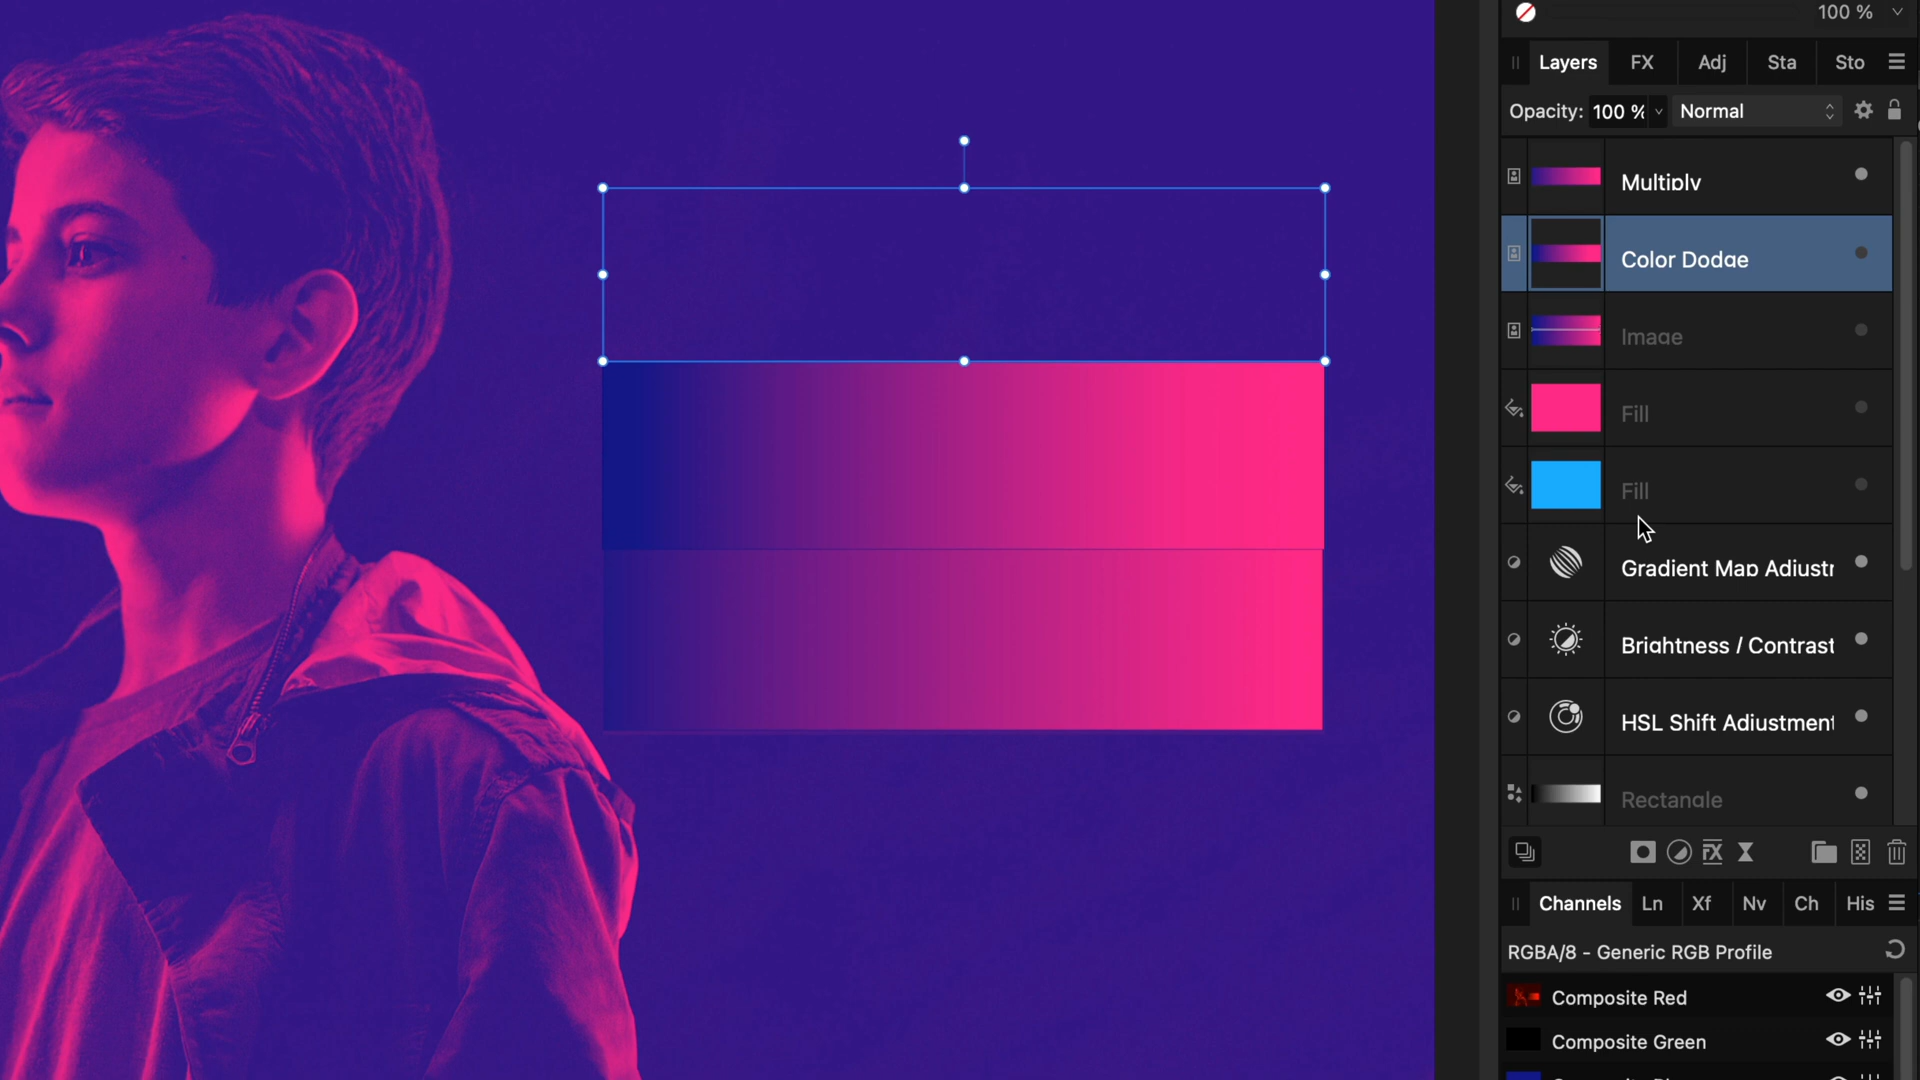 100 %
Layers FX Adj Sta Sto
Opacity: 100 % Normal
Multiply
Color Dodge
Image
Fill
Fill
Gradient Map Adjustr
Brightness / Contrast
HSL Shift Adjustment
Rectangle
FX
Channels Ln Xf Nv Ch His
RGBA/8 - Generic RGB Profile
Composite Red
Composite Green